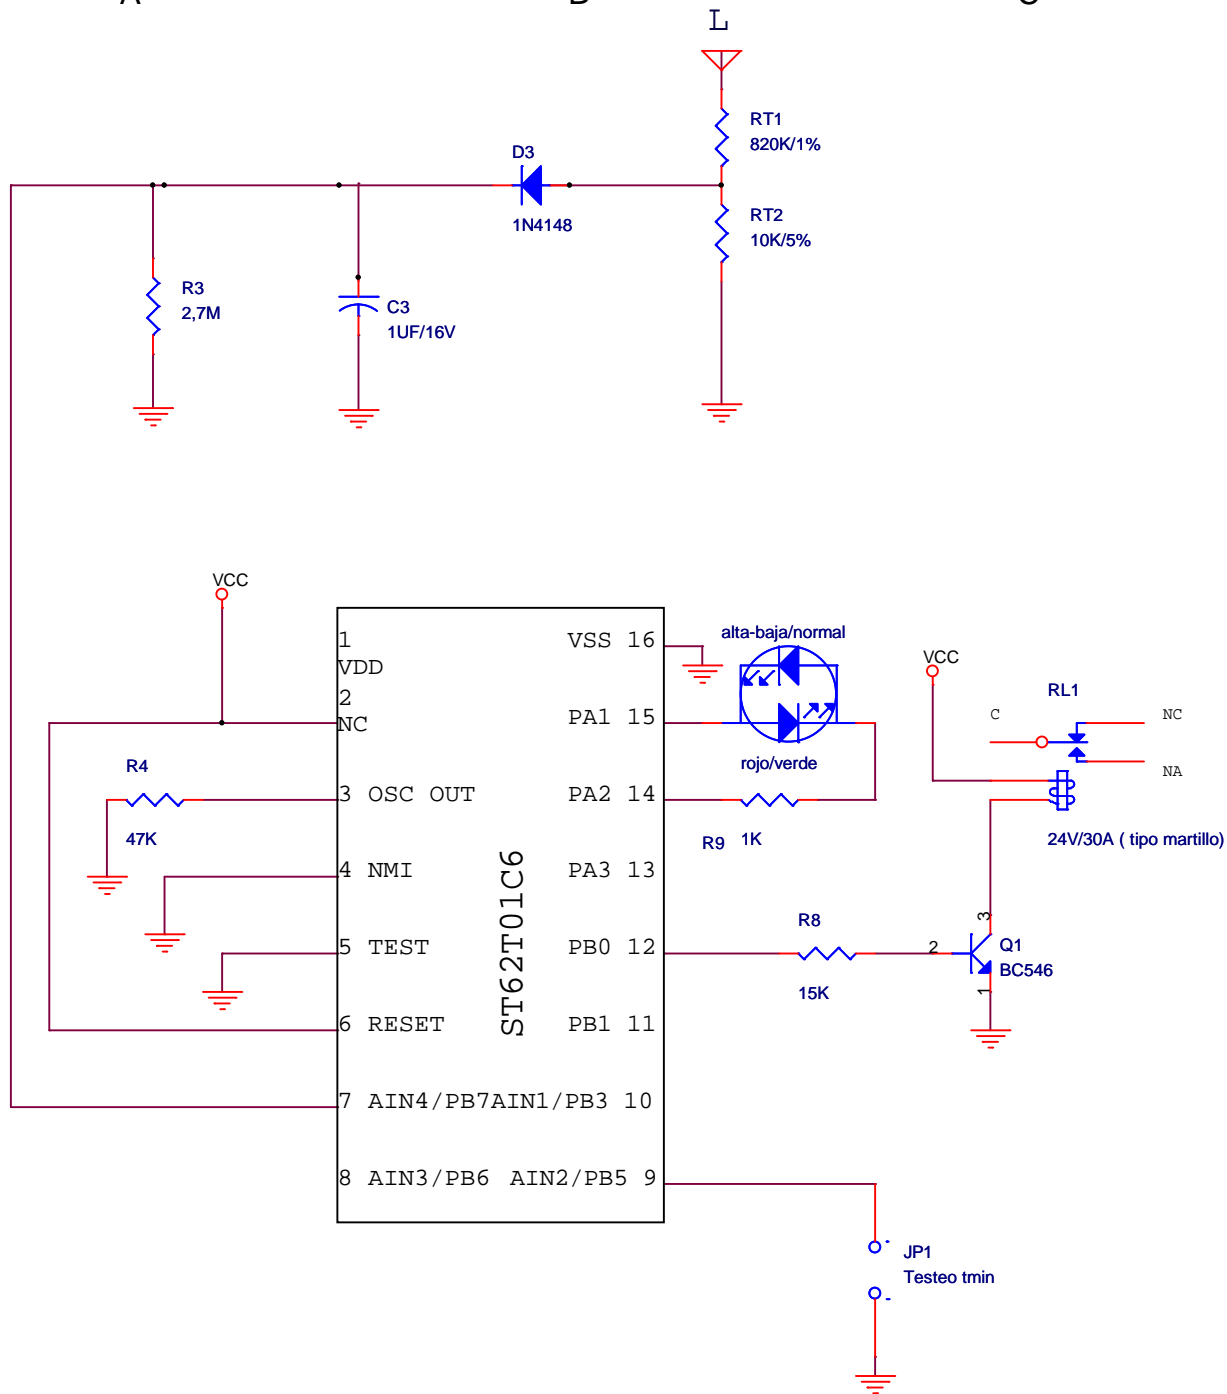 L
RT1
820K/1%
D3
1N4148
RT2
10K/5%
R3
2,7M
C3
1UF/16V
VCC
1
VDD
2
NC
3 OSC OUT
4 NMI
5 TEST
6 RESET
7 AIN4/PB7
8 AIN3/PB6
ST62T01C6
VSS 16
PA1 15
PA2 14
PA3 13
PB0 12
PB1 11
AIN1/PB3 10
AIN2/PB5 9
R4
47K
alta-baja/normal
rojo/verde
R9 1K
VCC
RL1
C
NC
NA
24V/30A ( tipo martillo)
R8
15K
3
2
1
Q1
BC546
JP1
Testeo tmin